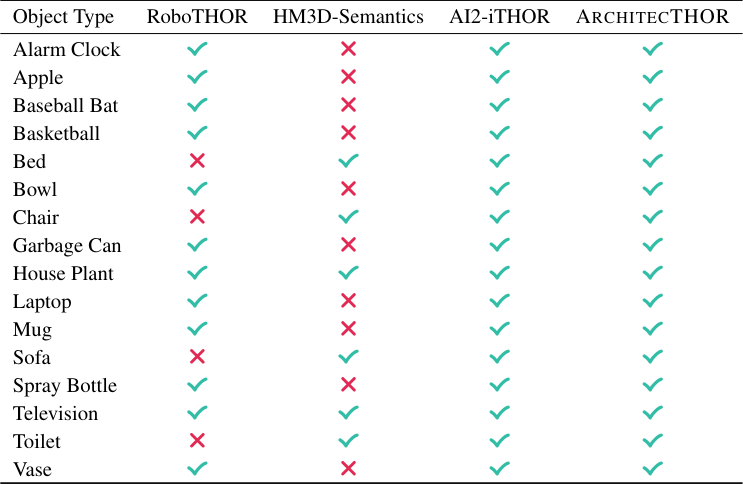 Object Type RoboTHOR HM3D-Semantics AI2-iTHOR ARCHITECTHOR
Alarm Clock ✓ ✗ ✓ ✓
Apple ✓ ✗ ✓ ✓
Baseball Bat ✓ ✗ ✓ ✓
Basketball ✓ ✗ ✓ ✓
Bed ✗ ✓ ✓ ✓
Bowl ✓ ✗ ✓ ✓
Chair ✗ ✓ ✓ ✓
Garbage Can ✓ ✗ ✓ ✓
House Plant ✓ ✓ ✓ ✓
Laptop ✓ ✗ ✓ ✓
Mug ✓ ✗ ✓ ✓
Sofa ✗ ✓ ✓ ✓
Spray Bottle ✓ ✗ ✓ ✓
Television ✓ ✓ ✓ ✓
Toilet ✗ ✓ ✓ ✓
Vase ✓ ✗ ✓ ✓